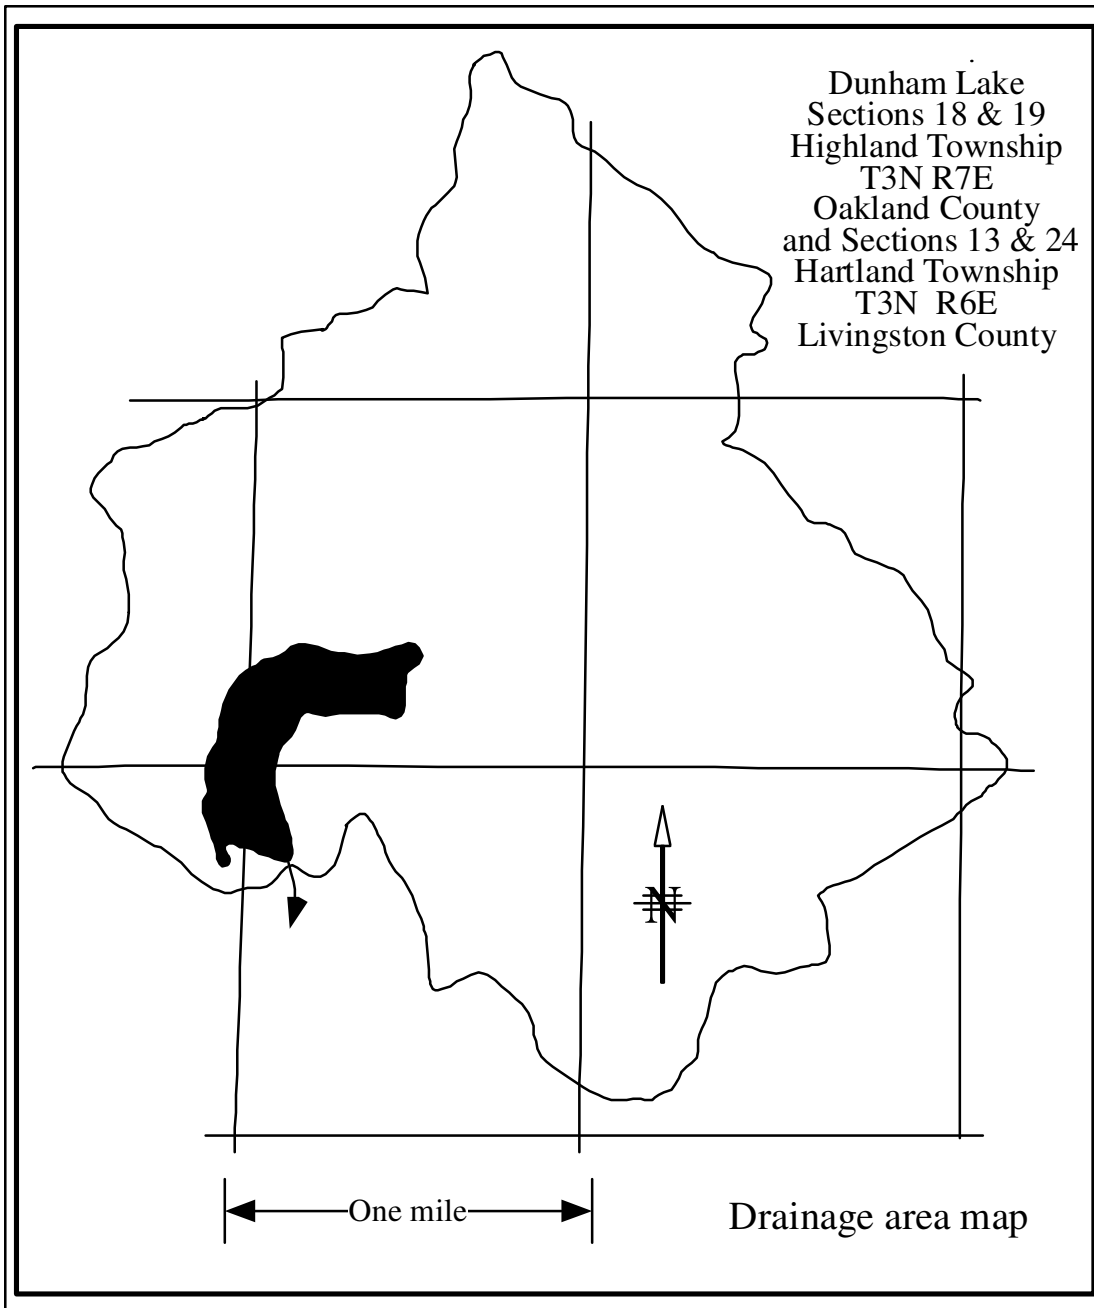 Dunham Lake
Sections 18 & 19
Highland Township
T3N R7E
Oakland County
and Sections 13 & 24
Hartland Township
T3N R6E
Livingston County
N
One mile
Drainage area map